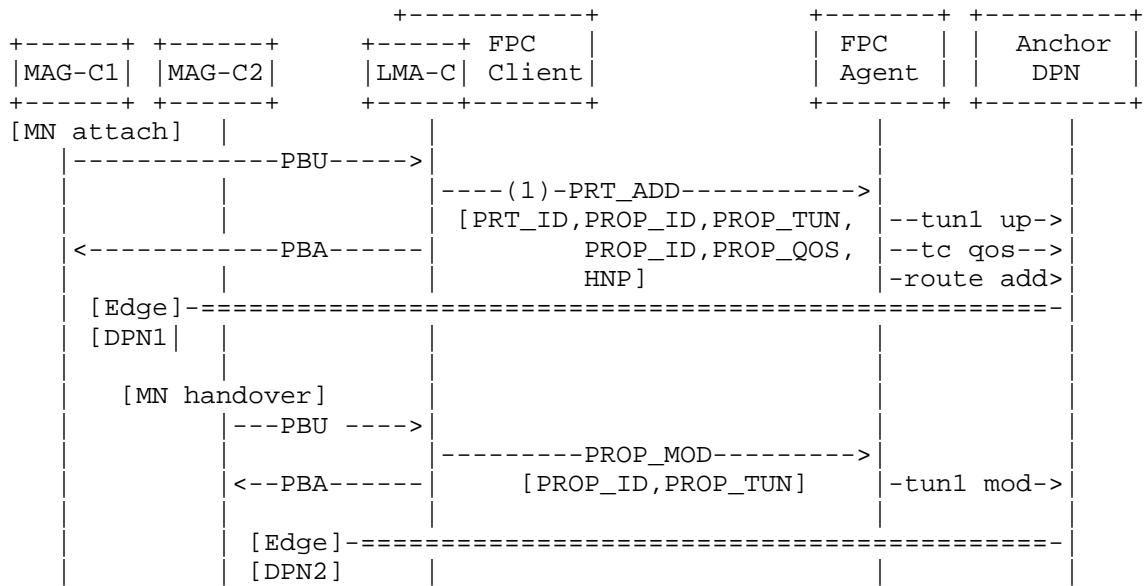 +-----------+             +-------+ +---------+
+------+ +------+     +-----+ FPC   |             | FPC   | |  Anchor |
|MAG-C1| |MAG-C2|     |LMA-C| Client|             | Agent | |   DPN   |
+------+ +------+     +-----+-------+             +-------+ +---------+
[MN attach]  |            |                           |           |
   |-------------PBU----->|                           |           |
   |         |            |----(1)-PRT_ADD----------->|           |
   |         |            | [PRT_ID,PROP_ID,PROP_TUN, |--tun1 up->|
   |<------------PBA------|         PROP_ID,PROP_QOS, |--tc qos-->|
   |         |            |         HNP]              |-route add>|
   | [Edge]-=====================================================-|
   | [DPN1|  |            |                           |           |
   |         |            |                           |           |
   |   [MN handover]      |                           |           |
   |         |---PBU ---->|                           |           |
   |         |            |---------PROP_MOD--------->|           |
   |         |<--PBA------|     [PROP_ID,PROP_TUN]    |-tun1 mod->|
   |         |            |                           |           |
   |         | [Edge]-===========================================-|
   |         | [DPN2]     |                           |           |